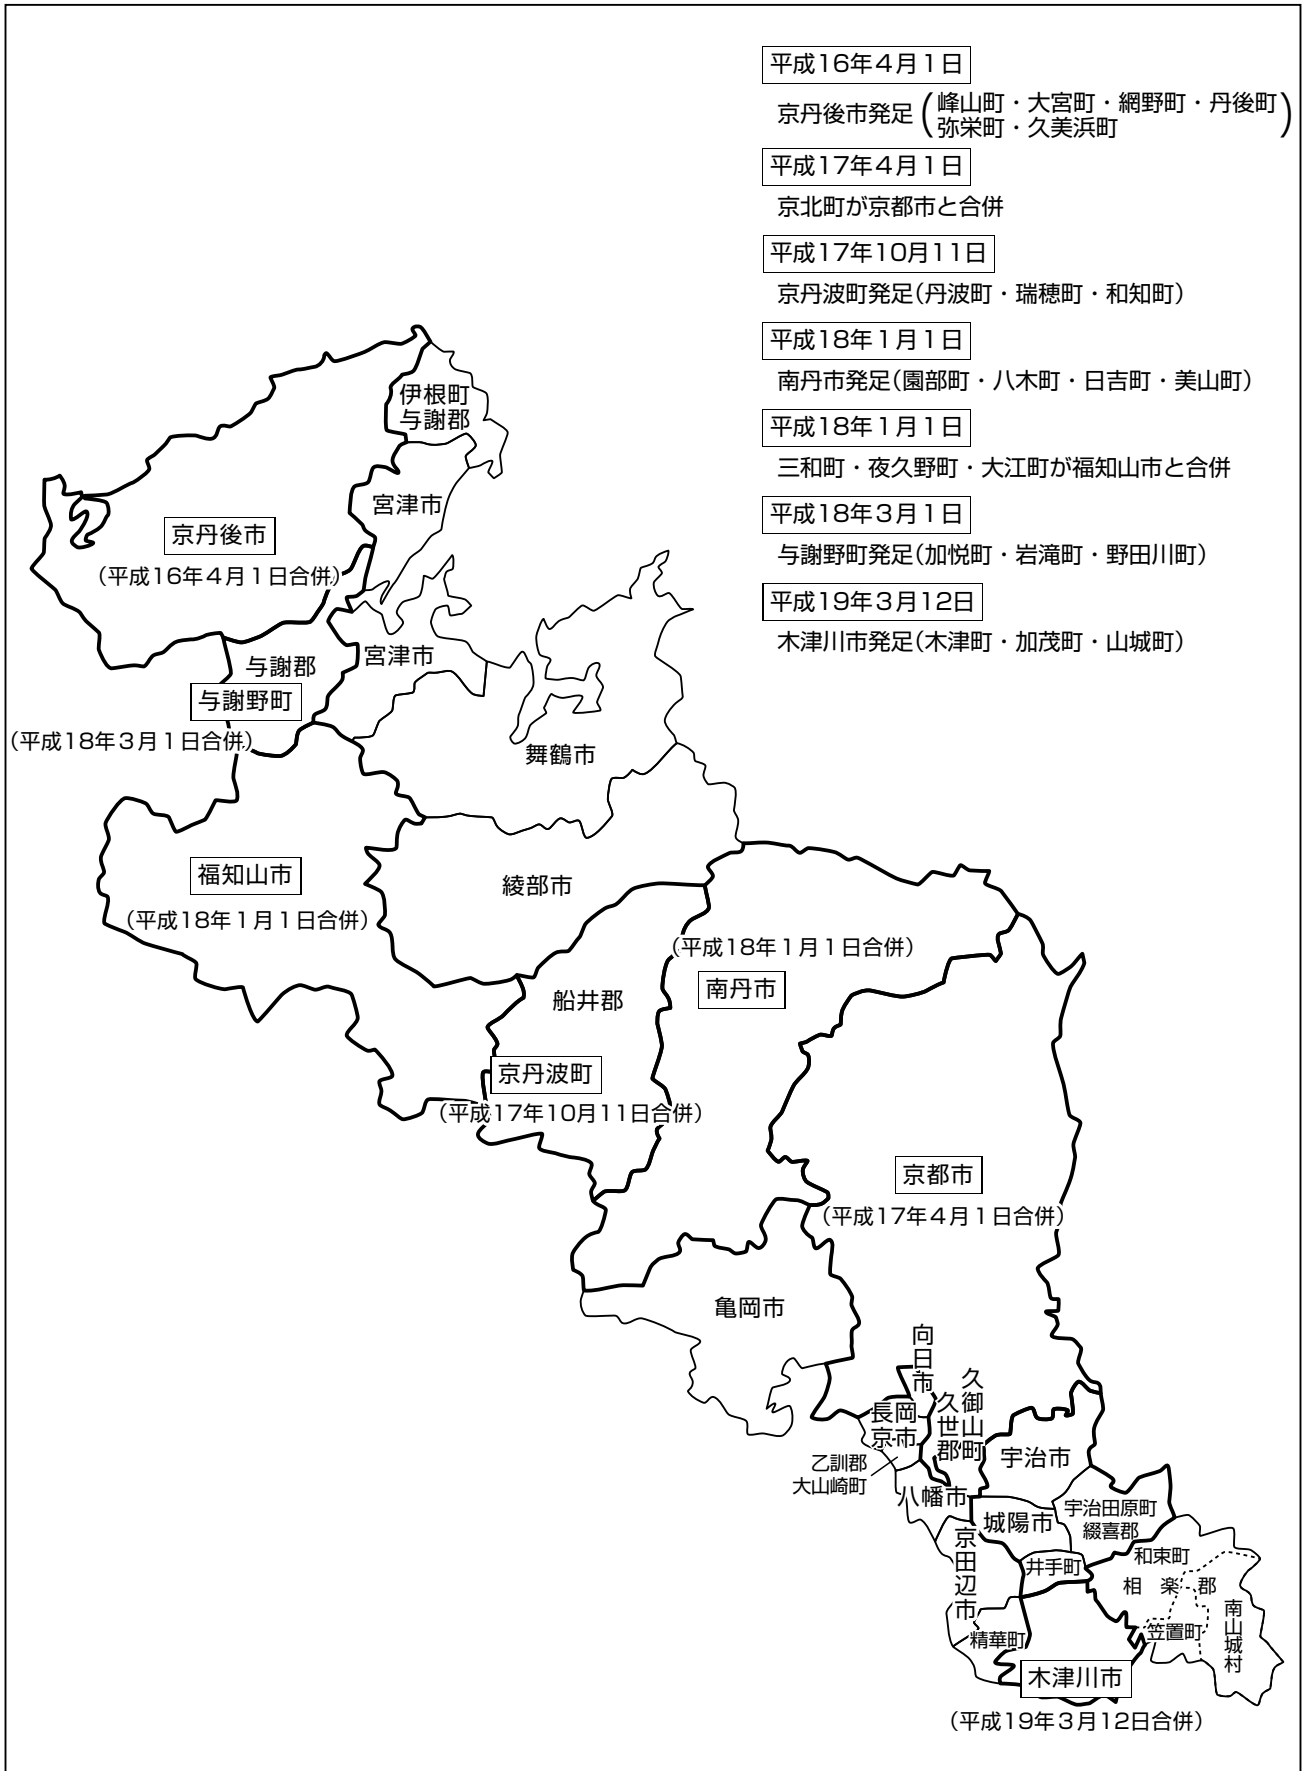 平成16年４月１日
京丹後市発足（峰山町・大宮町・網野町・丹後町
弥栄町・久美浜町）
平成17年４月１日
京北町が京都市と合併
平成17年10月11日
京丹波町発足（丹波町・瑞穂町・和知町）
平成18年１月１日
南丹市発足（園部町・八木町・日吉町・美山町）
平成18年１月１日
三和町・夜久野町・大江町が福知山市と合併
平成18年３月１日
与謝野町発足（加悦町・岩滝町・野田川町）
平成19年３月12日
木津川市発足（木津町・加茂町・山城町）
伊根町
与謝郡
宮津市
京丹後市
（平成16年４月１日合併）
宮津市
与謝郡
与謝野町
（平成18年３月１日合併）
舞鶴市
福知山市
（平成18年１月１日合併）
綾部市
（平成18年１月１日合併）
南丹市
船井郡
京丹波町
（平成17年10月11日合併）
京都市
（平成17年４月１日合併）
亀岡市
向日市
久御山町
久世郡
長岡
京市
乙訓郡
大山崎町
八幡市
宇治市
城陽市
宇治田原町
綴喜郡
京田辺市
井手町
和束町
相楽郡
南山城村
笠置町
精華町
木津川市
（平成19年３月12日合併）